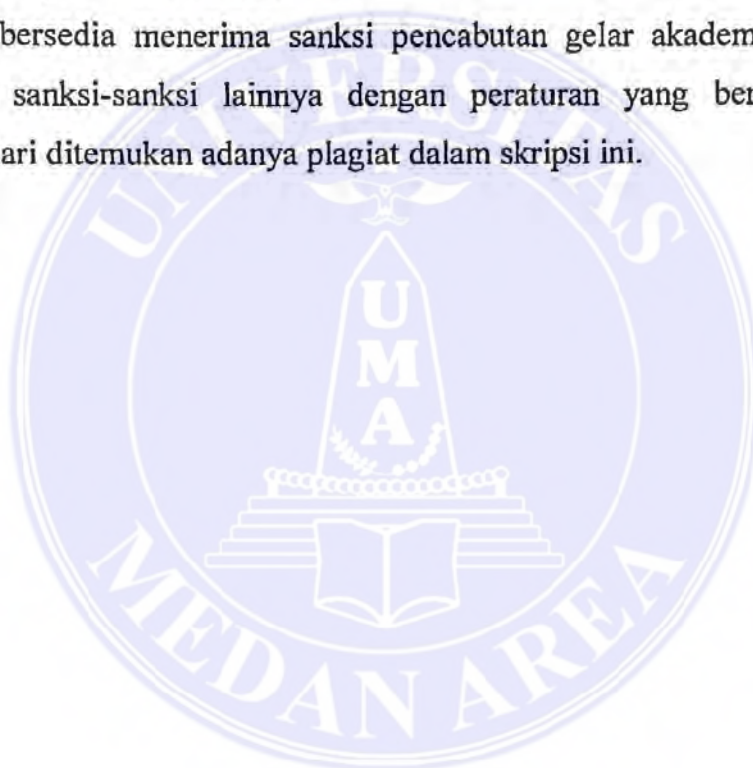 bersedia menerima sanksi pencabutan gelar akadem
sanksi-sanksi lainnya dengan peraturan yang ber
ari ditemukan adanya plagiat dalam skripsi ini.
UNIVERSITAS
U
M
A
MEDAN AREA